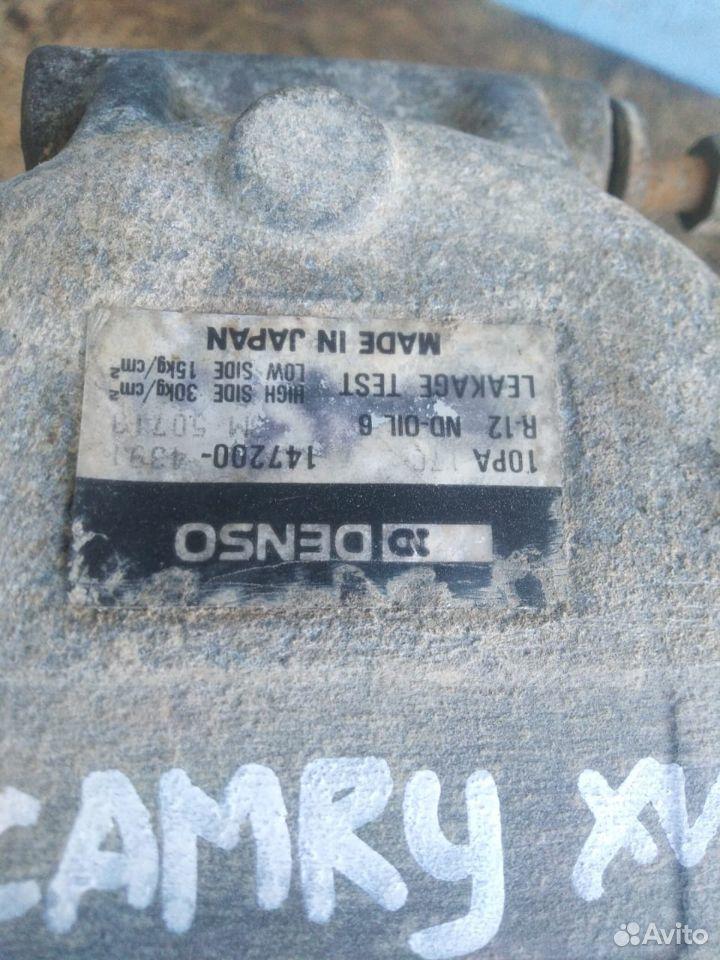 DENSO
10PA 147200-
R-12 ND-OIL 6
LEAKAGE TEST HIGH SIDE 30kg/cm²
LOW SIDE 15kg/cm²
MADE IN JAPAN
CAMRY
Avito